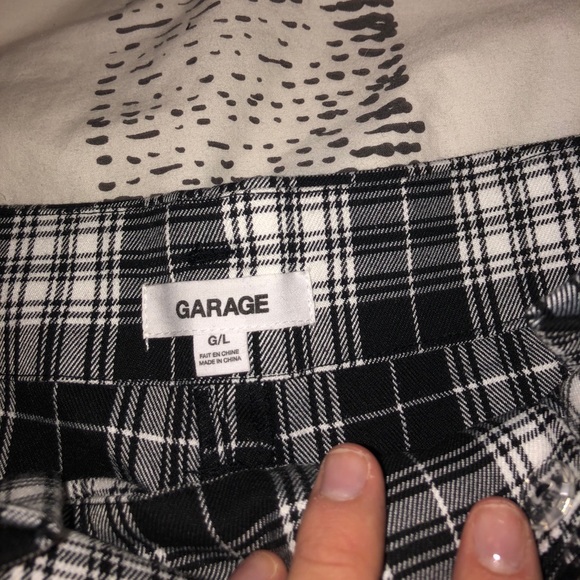 GARAGE
G/L
FAIT EN CHINE
MADE IN CHINA